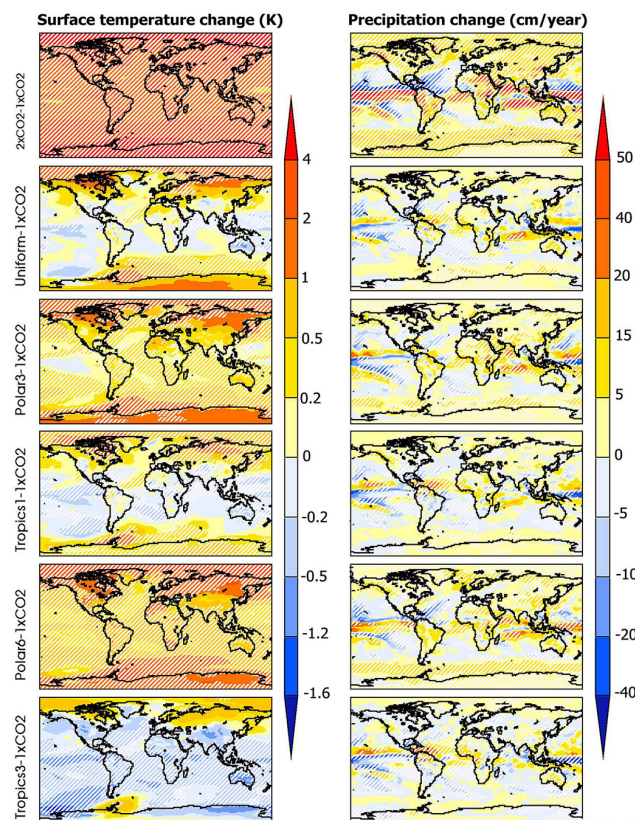 Surface temperature change (K)
Precipitation change (cm/year)
2xCO2-1xCO2
Uniform-1xCO2
Polar3-1xCO2
Tropics1-1xCO2
Polar6-1xCO2
Tropics3-1xCO2
4
2
1
0.5
0.2
0
-0.2
-0.5
-1.2
-1.6
50
40
20
15
5
0
-5
-10
-20
-40